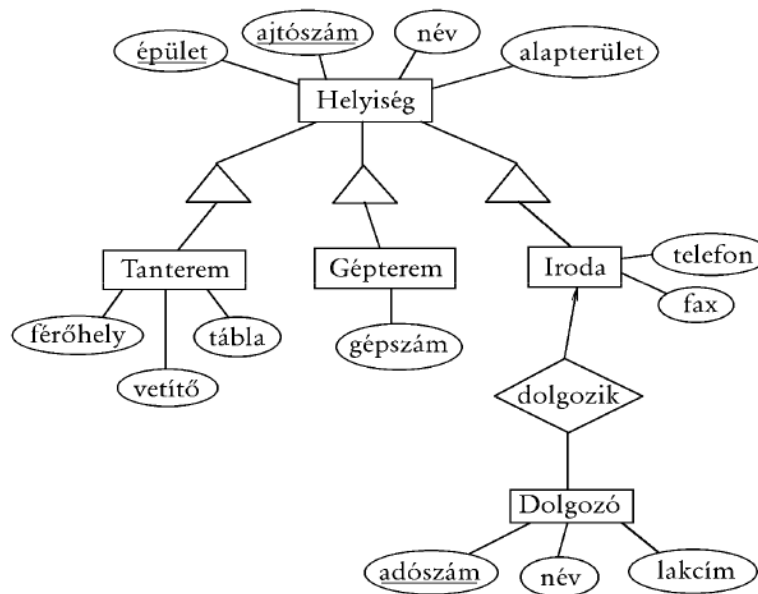 épület
ajtószám
név
alapterület
Helyiség
Tanterem
Gépterem
Iroda
telefon
fax
férőhely
vetítő
tábla
gépszám
dolgozik
Dolgozó
adószám
név
lakcím